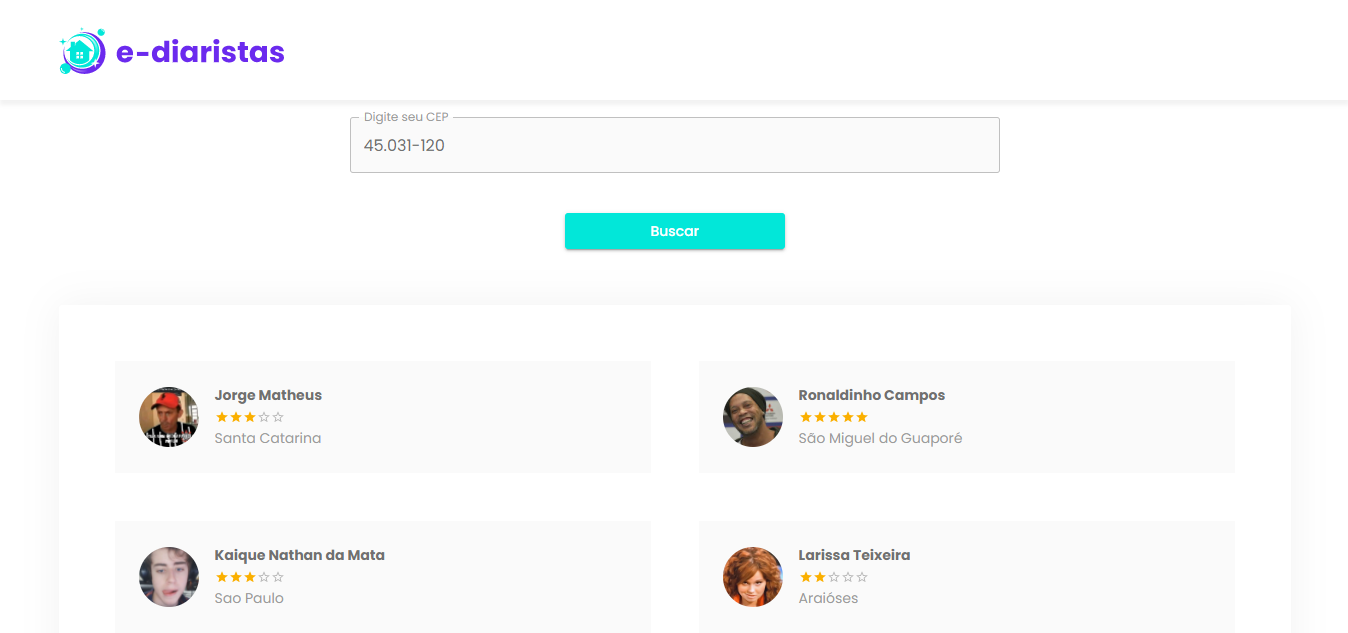 e-diaristas
Digite seu CEP
45.031-120
Buscar
Jorge Matheus
Santa Catarina
Ronaldinho Campos
São Miguel do Guaporé
Kaique Nathan da Mata
Sao Paulo
Larissa Teixeira
Araióses